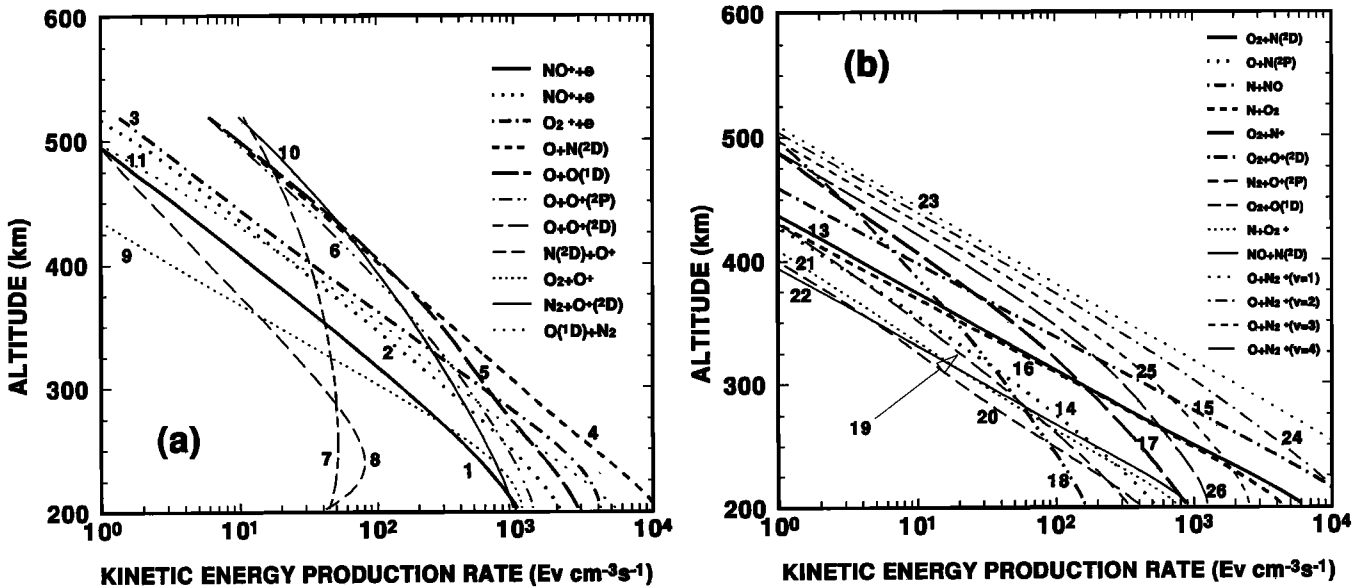 600
500
400
300
200
ALTITUDE (km)
10⁰
10¹
10²
10³
10⁴
KINETIC ENERGY PRODUCTION RATE (Ev cm⁻³s⁻¹)
(a)
NO⁺+e
NO⁺+e
O₂⁺+e
O+N(²D)
O+O(¹D)
O+O⁺(²P)
O+O⁺(²D)
N(²D)+O⁺
O₂+O⁺
N₂+O⁺(²D)
O(¹D)+N₂
3
11
10
9
6
2
5
4
7
8
1
600
500
400
300
200
ALTITUDE (km)
10⁰
10¹
10²
10³
10⁴
KINETIC ENERGY PRODUCTION RATE (Ev cm⁻³s⁻¹)
(b)
O₂+N(²D)
O+N(²P)
N+NO
N+O₂
O₂+N⁺
O₂+O⁺(²D)
N₂+O⁺(²P)
O₂+O(¹D)
N+O₂⁺
NO+N(²D)
O+N₂⁺(v=1)
O+N₂⁺(v=2)
O+N₂⁺(v=3)
O+N₂⁺(v=4)
23
13
21
22
16
25
19
20
14
15
17
24
18
26